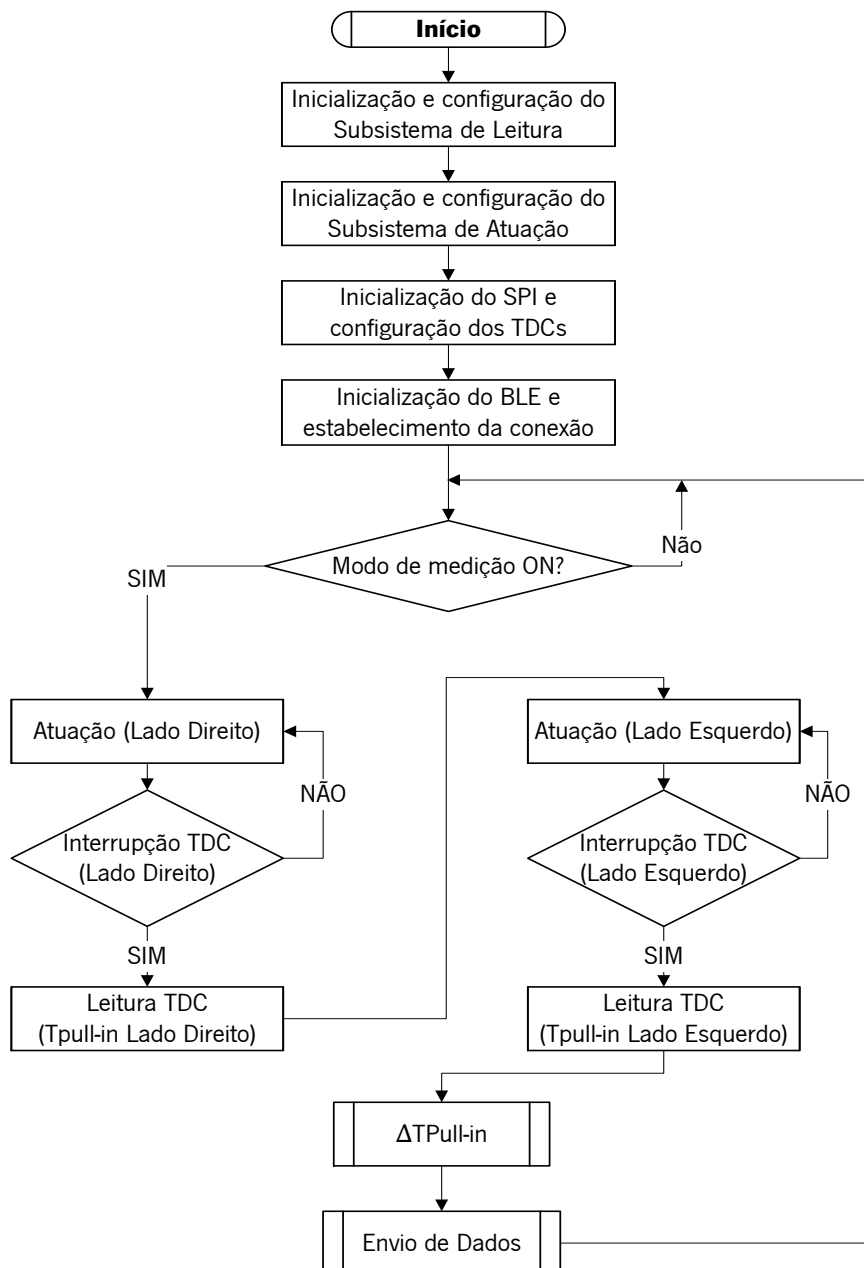 Início
Inicialização e configuração do
Subsistema de Leitura
Inicialização e configuração do
Subsistema de Atuação
Inicialização do SPI e
configuração dos TDCs
Inicialização do BLE e
estabelecimento da conexão
Modo de medição ON?
Não
SIM
Atuação (Lado Direito)
NÃO
Interrupção TDC
(Lado Direito)
SIM
Leitura TDC
(Tpull-in Lado Direito)
Atuação (Lado Esquerdo)
NÃO
Interrupção TDC
(Lado Esquerdo)
SIM
Leitura TDC
(Tpull-in Lado Esquerdo)
ΔTPull-in
Envio de Dados